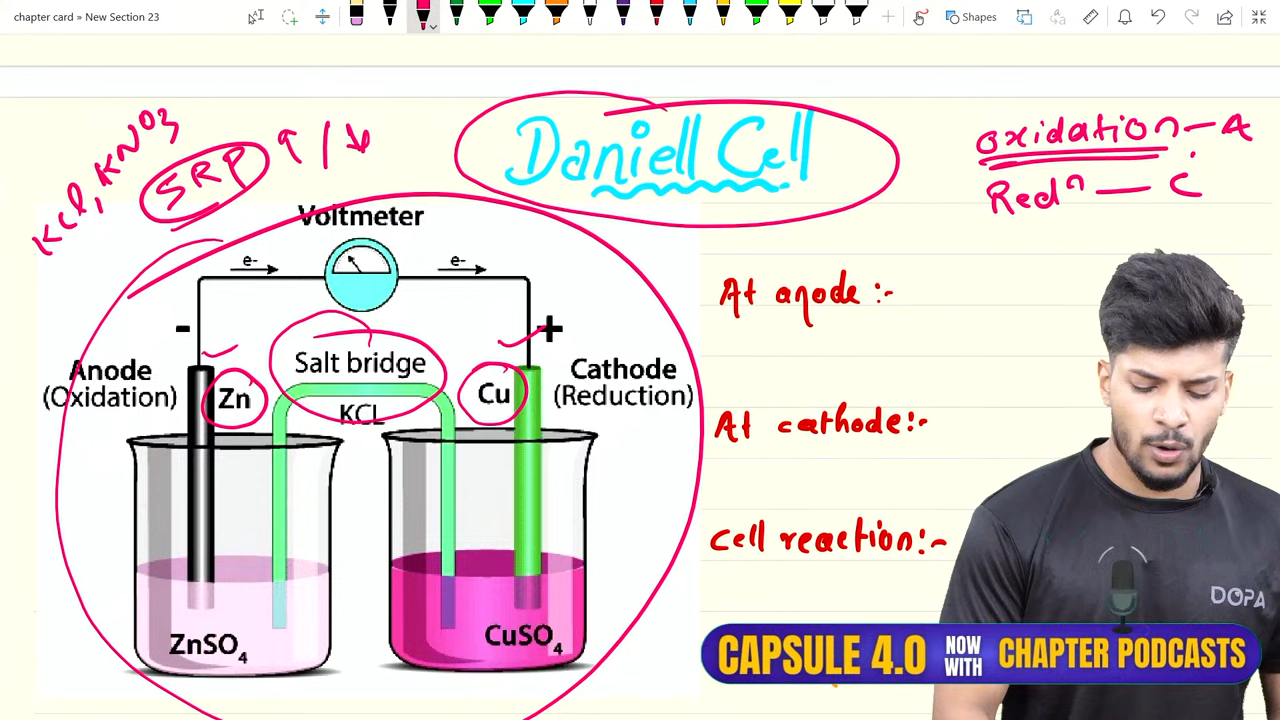 chapter card » New Section 23
Shapes
KCl, KNO3
SRP ↑ / ↓
Daniell Cell
oxidation - A
Redⁿ — C
Voltmeter
e- e-
- +
Anode
(Oxidation)
Zn
Salt bridge
KCL
Cu
Cathode
(Reduction)
ZnSO4
CuSO4
At anode :-
At cathode:-
Cell reaction:-
DOPA
CAPSULE 4.0 NOW WITH CHAPTER PODCASTS